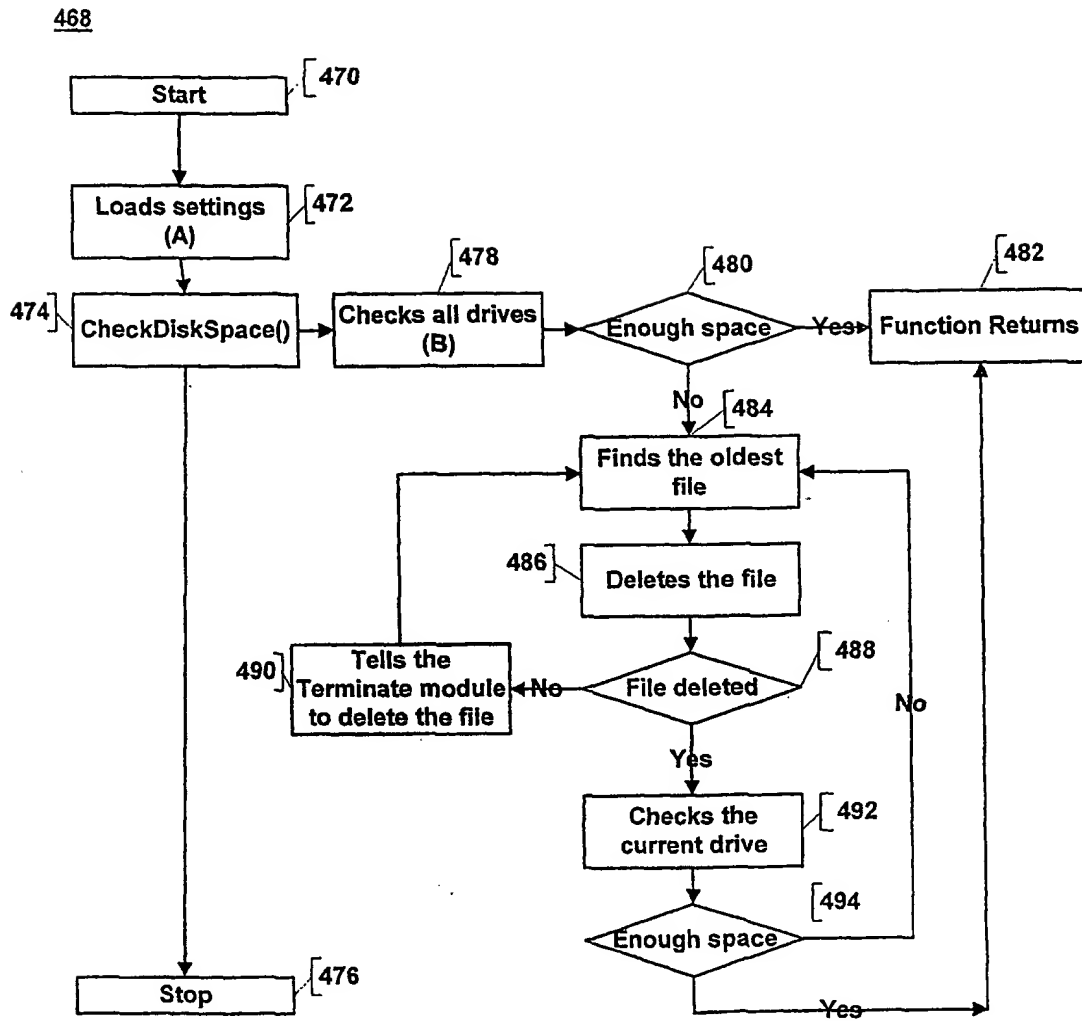 468
Start
470
Loads settings
(A)
472
474
CheckDiskSpace()
478
Checks all drives
(B)
480
Enough space
Yes
482
Function Returns
No
484
Finds the oldest
file
486
Deletes the file
490
Tells the
Terminate module
to delete the file
No
File deleted
488
No
Yes
Checks the
current drive
492
494
Enough space
Yes
476
Stop